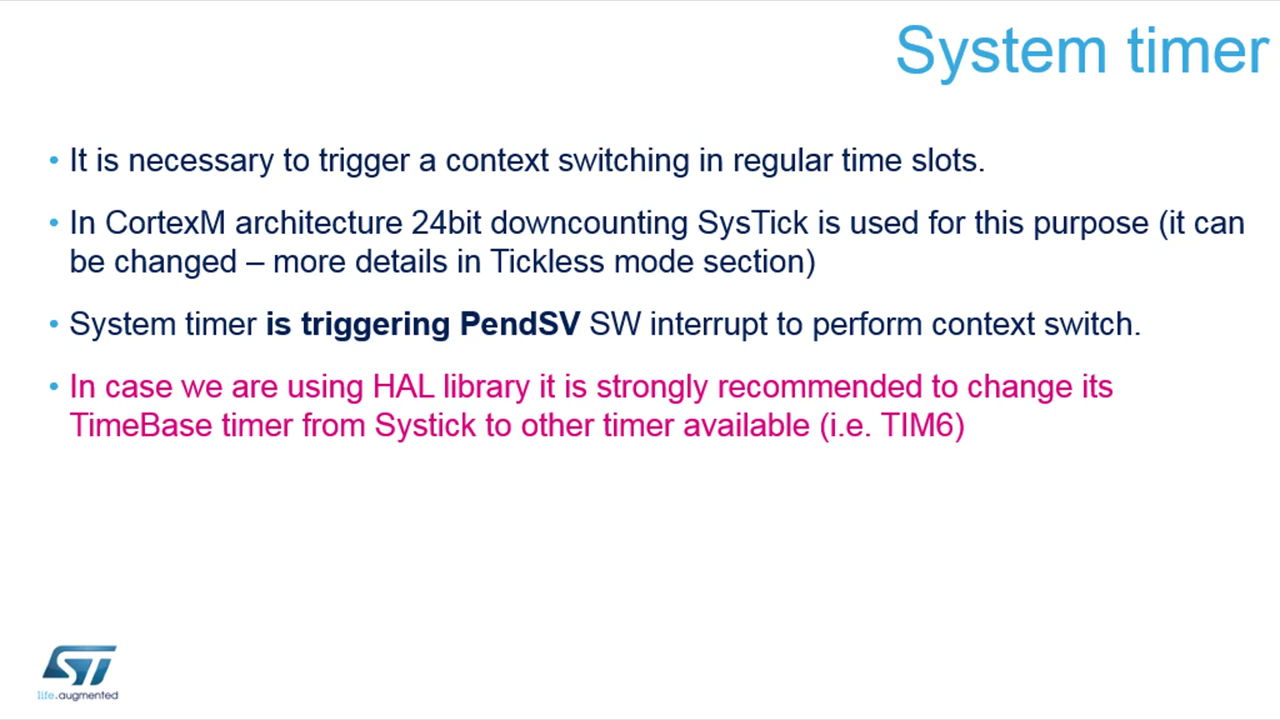 System timer
• It is necessary to trigger a context switching in regular time slots.
• In CortexM architecture 24bit downcounting SysTick is used for this purpose (it can
be changed – more details in Tickless mode section)
• System timer is triggering PendSV SW interrupt to perform context switch.
• In case we are using HAL library it is strongly recommended to change its
TimeBase timer from Systick to other timer available (i.e. TIM6)
ST
life.augmented